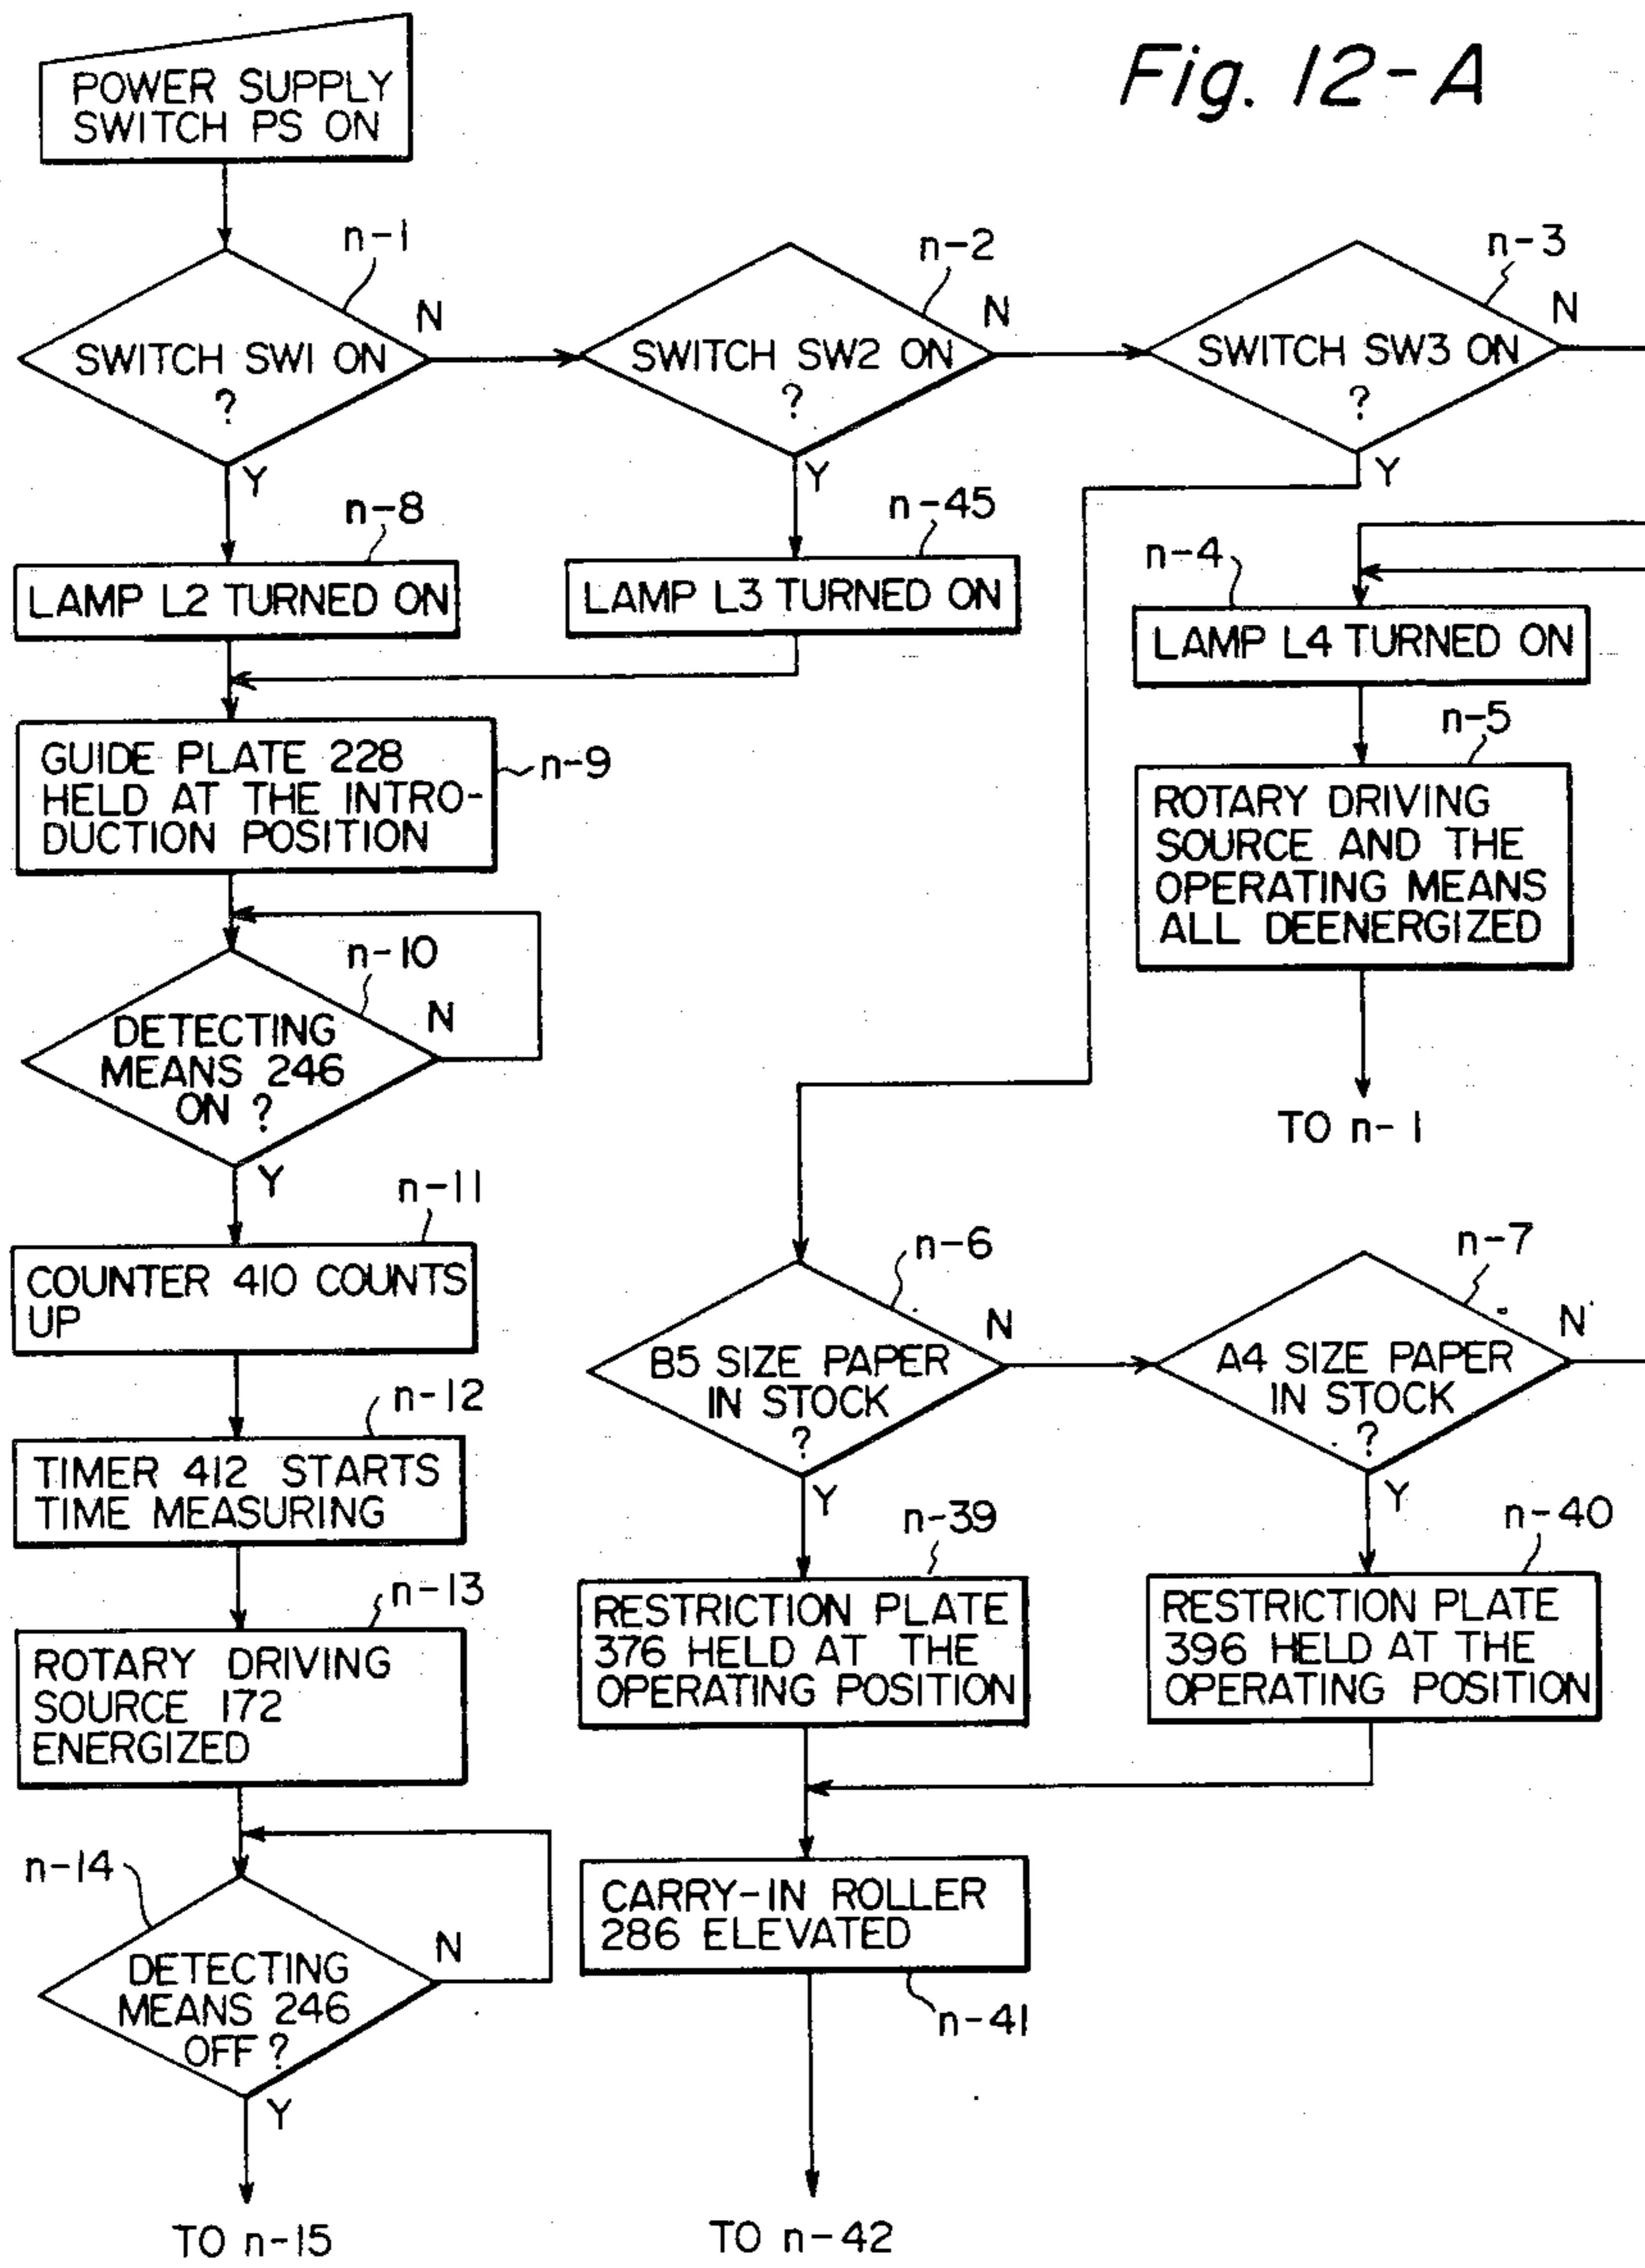 Fig. 12-A
POWER SUPPLY
SWITCH PS ON
n-1
SWITCH SW1 ON
?
N
Y
n-2
SWITCH SW2 ON
?
N
Y
n-3
SWITCH SW3 ON
?
N
Y
n-8
LAMP L2 TURNED ON
n-45
LAMP L3 TURNED ON
n-4
LAMP L4 TURNED ON
n-9
GUIDE PLATE 228
HELD AT THE INTRO-
DUCTION POSITION
n-5
ROTARY DRIVING
SOURCE AND THE
OPERATING MEANS
ALL DEENERGIZED
TO n-1
n-10
DETECTING
MEANS 246
ON ?
N
Y
n-11
COUNTER 410 COUNTS
UP
n-12
TIMER 412 STARTS
TIME MEASURING
n-13
ROTARY DRIVING
SOURCE 172
ENERGIZED
n-14
DETECTING
MEANS 246
OFF ?
N
Y
TO n-15
n-6
B5 SIZE PAPER
IN STOCK
?
N
Y
n-7
A4 SIZE PAPER
IN STOCK
?
N
Y
n-39
RESTRICTION PLATE
376 HELD AT THE
OPERATING POSITION
n-40
RESTRICTION PLATE
396 HELD AT THE
OPERATING POSITION
CARRY-IN ROLLER
286 ELEVATED
n-41
TO n-42